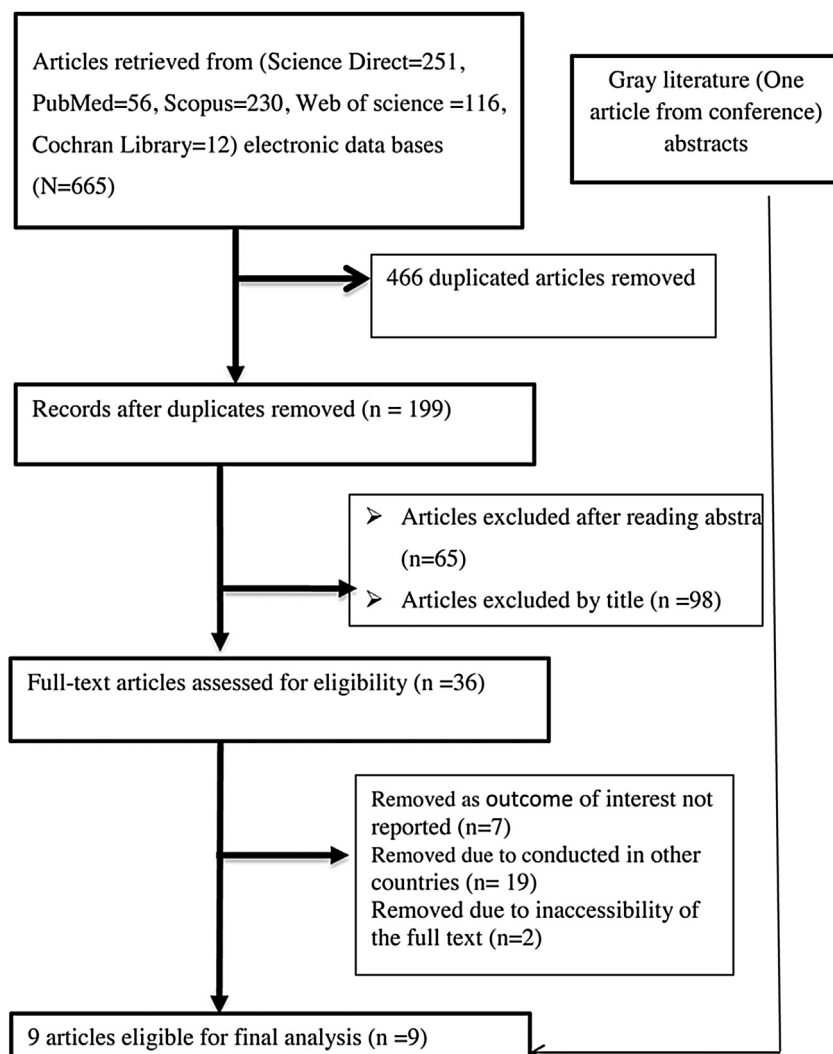 Articles retrieved from (Science Direct=251,
PubMed=56, Scopus=230, Web of science =116,
Cochran Library=12) electronic data bases
(N=665)
Gray literature (One
article from conference)
abstracts
466 duplicated articles removed
Records after duplicates removed (n = 199)
➢ Articles excluded after reading abstra
(n=65)
➢ Articles excluded by title (n =98)
Full-text articles assessed for eligibility (n =36)
Removed as outcome of interest not
reported (n=7)
Removed due to conducted in other
countries (n= 19)
Removed due to inaccessibility of
the full text (n=2)
9 articles eligible for final analysis (n =9)